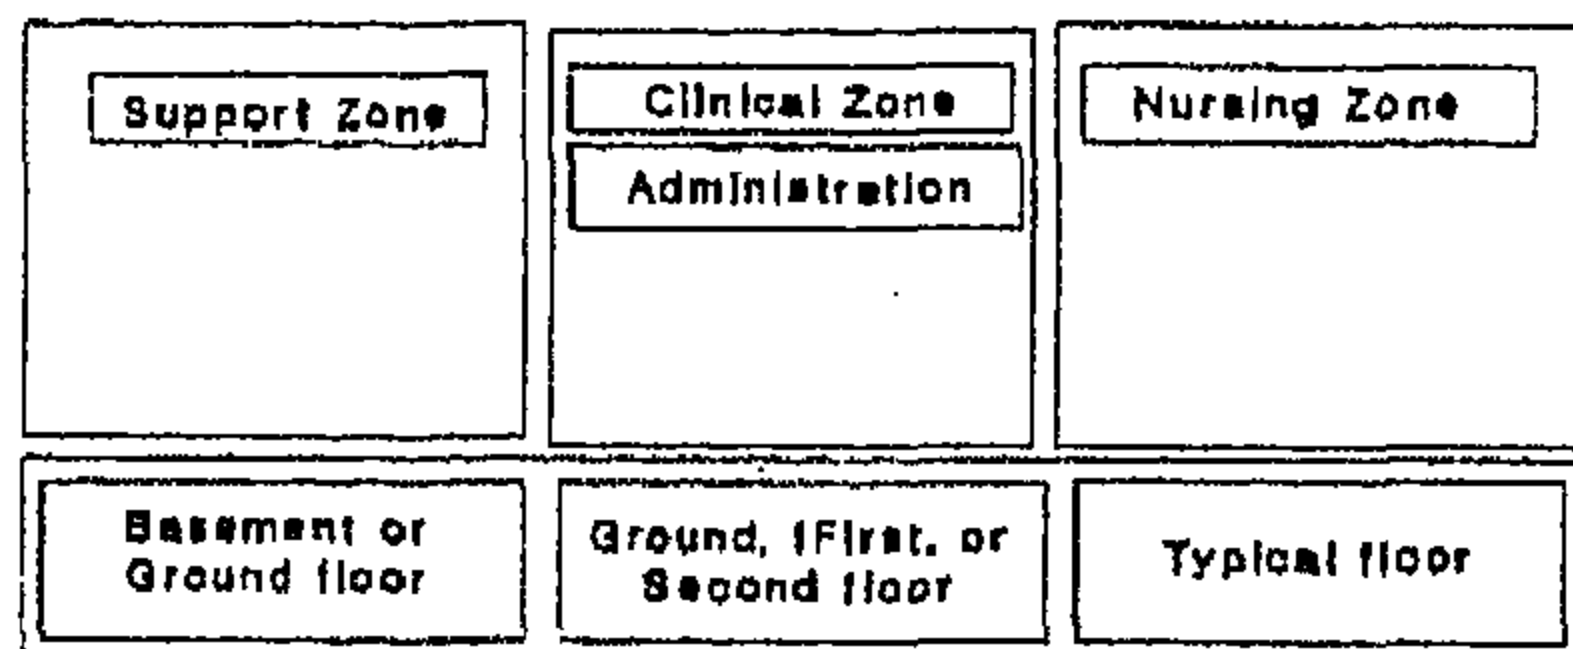 Support Zone
Clinical Zone
Nursing Zone
Administration
Basement or
Ground floor
Ground, (First, or
Second floor
Typical floor